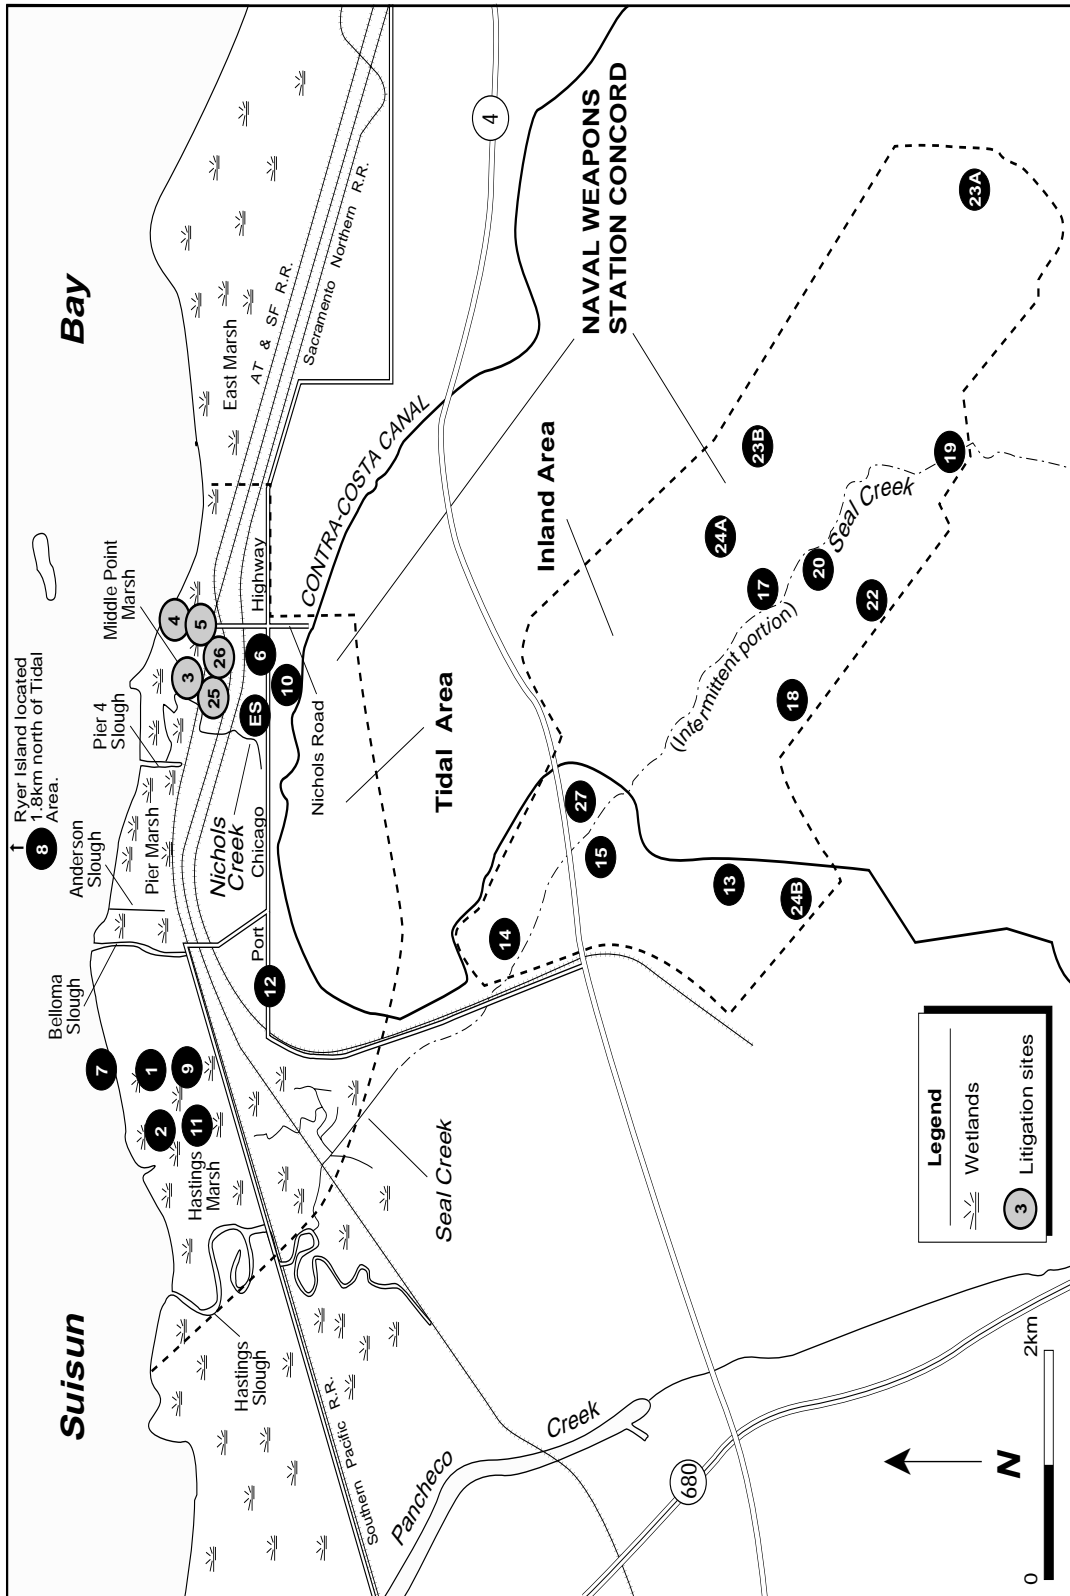 Suisun
Bay
↑
8
Ryer Island located
1.8km north of Tidal
Area.
Belloma
Slough
Anderson
Slough
Pier 4
Slough
Middle Point
Marsh
Pier Marsh
East Marsh
Hastings
Marsh
Hastings
Slough
7
1
9
2
11
12
4
5
3
26
25
6
ES
10
Nichols
Creek
Port
Chicago
Highway
Nichols Road
AT & SF R.R.
Sacramento Northern R.R.
Southern Pacific R.R.
CONTRA-COSTA CANAL
Seal Creek
Tidal Area
Inland Area
NAVAL WEAPONS
STATION CONCORD
4
14
15
27
13
24B
17
24A
23B
23A
20
22
18
19
Seal Creek
(Intermittent portion)
Pancheco
Creek
680
N
0
2km
Legend
Wetlands
3
Litigation sites